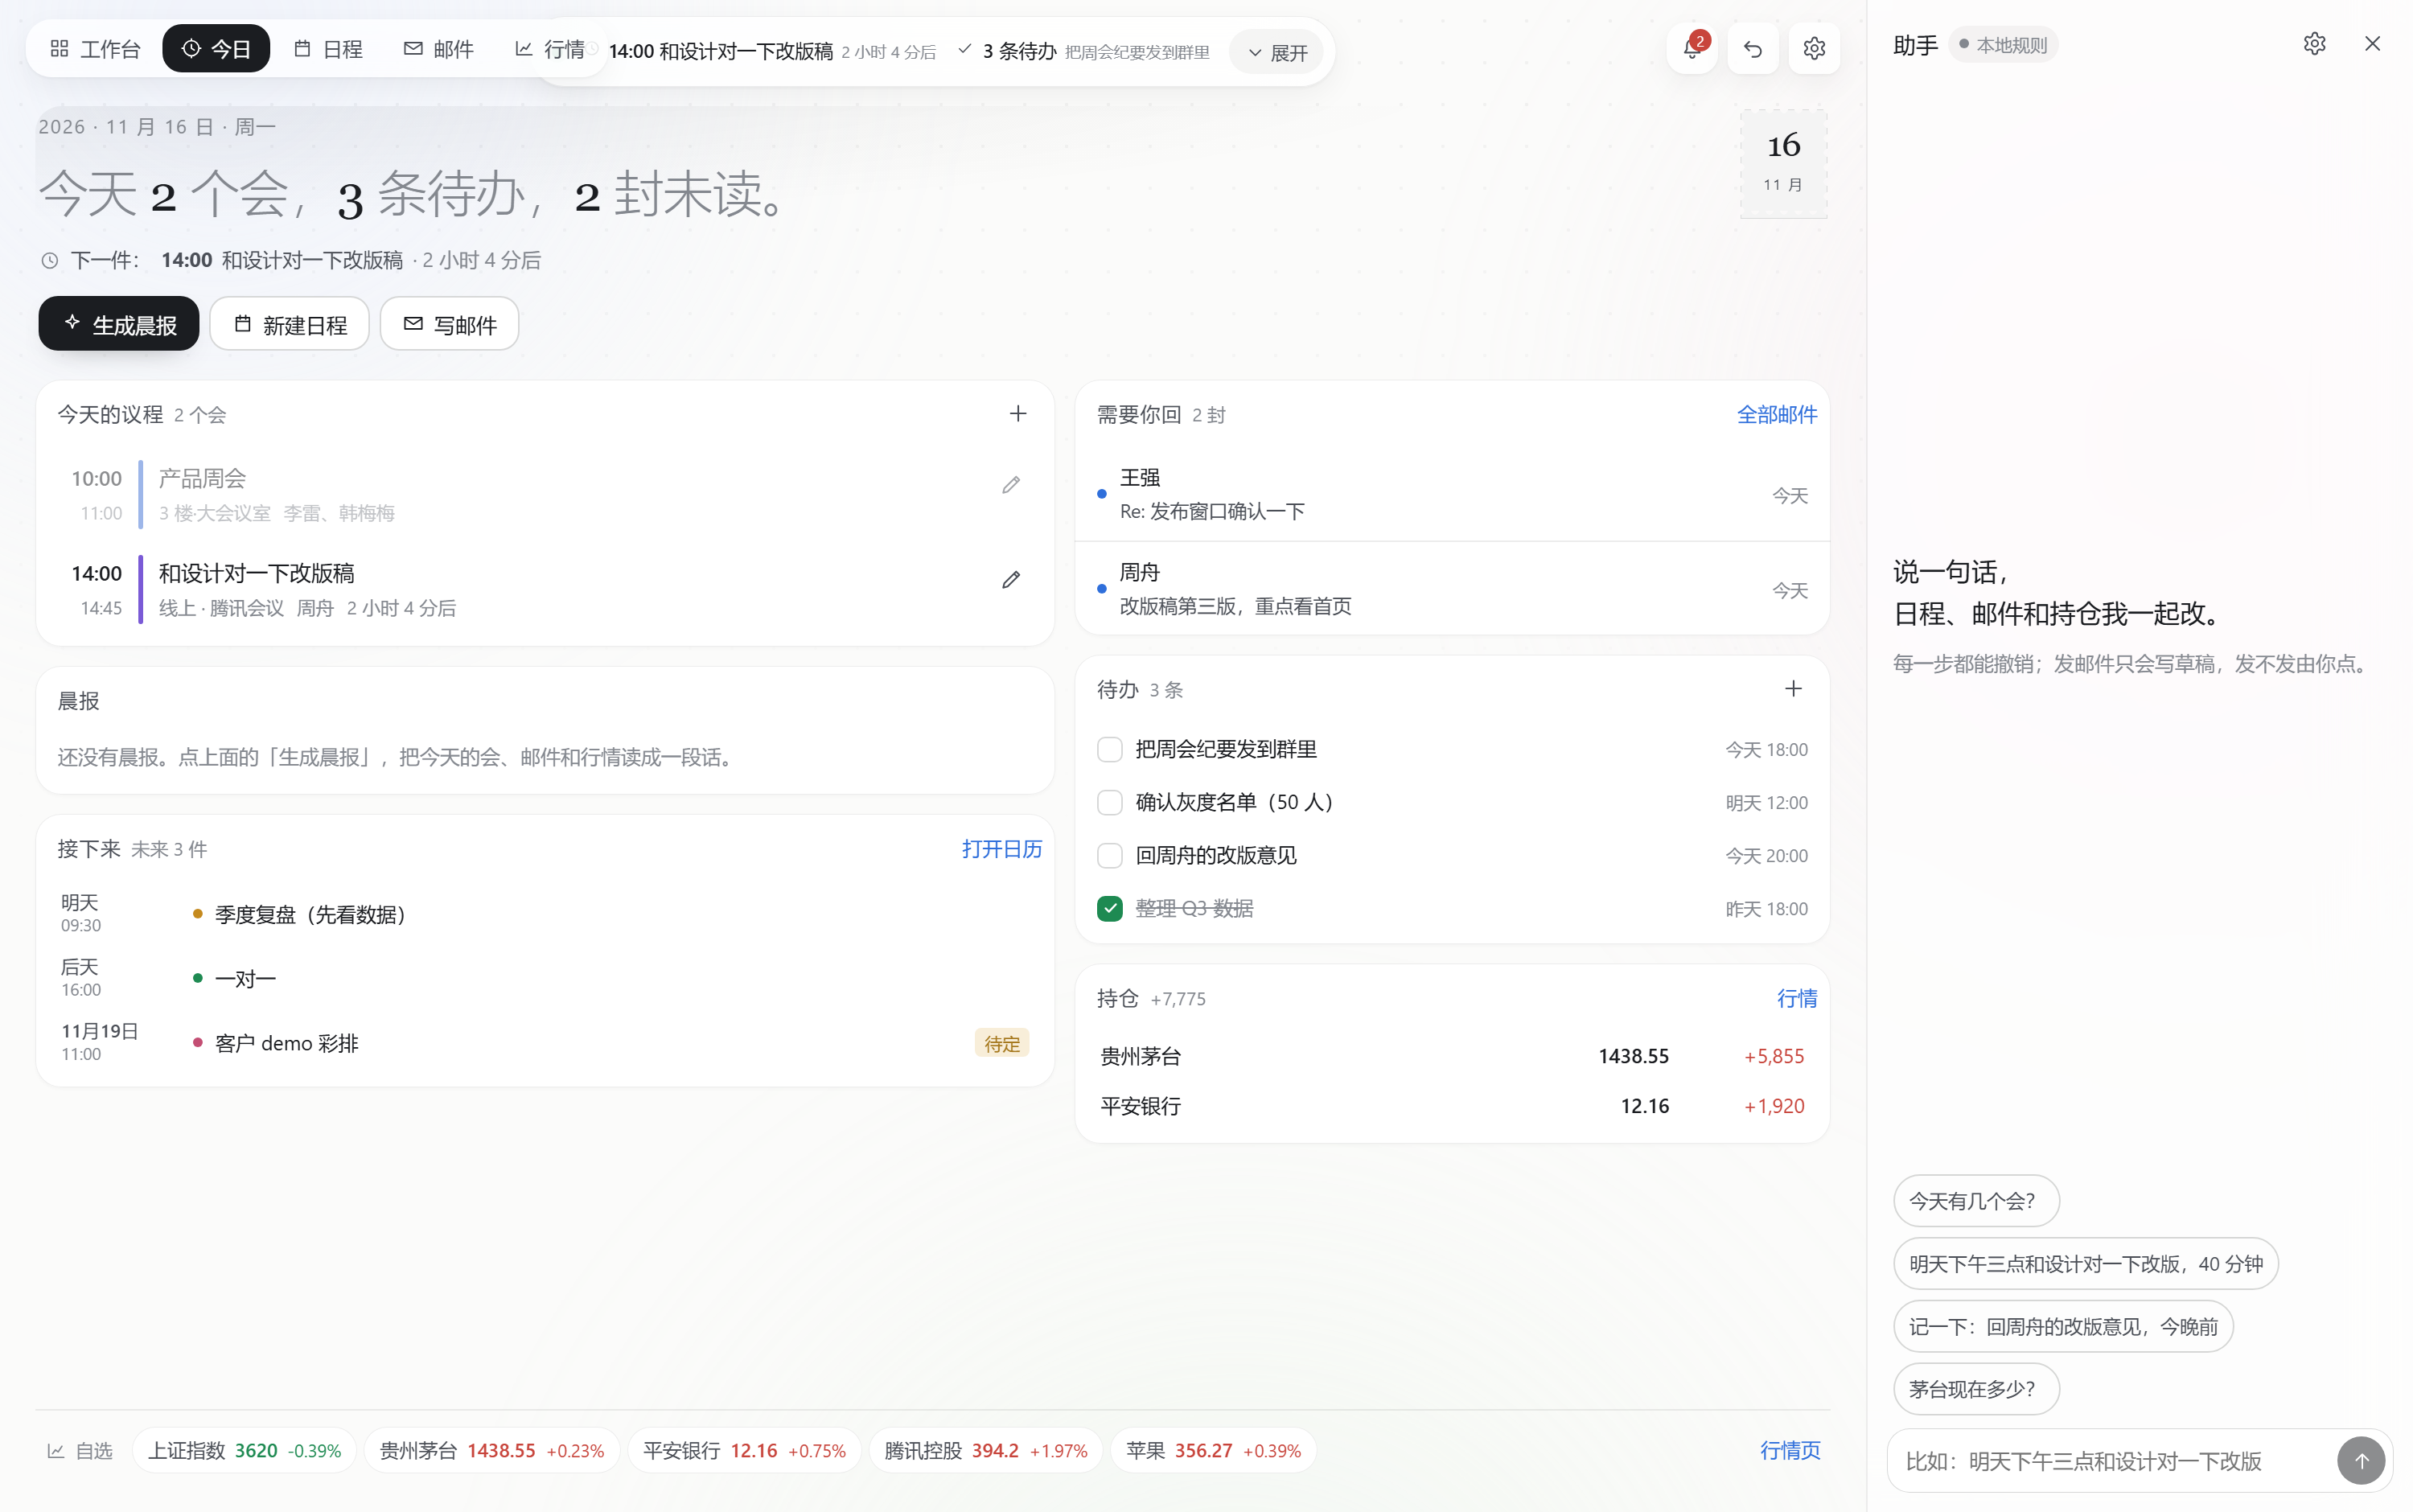 工作台 今日 日程 邮件 行情
14:00 和设计对一下改版稿 2 小时 4 分后 3 条待办 把周会纪要发到群里 展开
2
2026 · 11 月 16 日 · 周一
今天 2 个会，3 条待办，2 封未读。
下一件： 14:00 和设计对一下改版稿 · 2 小时 4 分后
16
11 月
生成晨报 新建日程 写邮件
今天的议程 2 个会
10:00 产品周会
11:00 3 楼·大会议室 李雷、韩梅梅
14:00 和设计对一下改版稿
14:45 线上 · 腾讯会议 周舟 2 小时 4 分后
晨报
还没有晨报。点上面的「生成晨报」，把今天的会、邮件和行情读成一段话。
接下来 未来 3 件 打开日历
明天
09:30
季度复盘（先看数据）
后天
16:00
一对一
11月19日
11:00
客户 demo 彩排 待定
需要你回 2 封 全部邮件
王强
Re: 发布窗口确认一下
今天
周舟
改版稿第三版，重点看首页
今天
待办 3 条
把周会纪要发到群里 今天 18:00
确认灰度名单（50 人） 明天 12:00
回周舟的改版意见 今天 20:00
整理 Q3 数据 昨天 18:00
持仓 +7,775 行情
贵州茅台 1438.55 +5,855
平安银行 12.16 +1,920
自选 上证指数 3620 -0.39% 贵州茅台 1438.55 +0.23% 平安银行 12.16 +0.75% 腾讯控股 394.2 +1.97% 苹果 356.27 +0.39% 行情页
助手 本地规则
说一句话，
日程、邮件和持仓我一起改。
每一步都能撤销；发邮件只会写草稿，发不发由你点。
今天有几个会？
明天下午三点和设计对一下改版，40 分钟
记一下：回周舟的改版意见，今晚前
茅台现在多少？
比如：明天下午三点和设计对一下改版